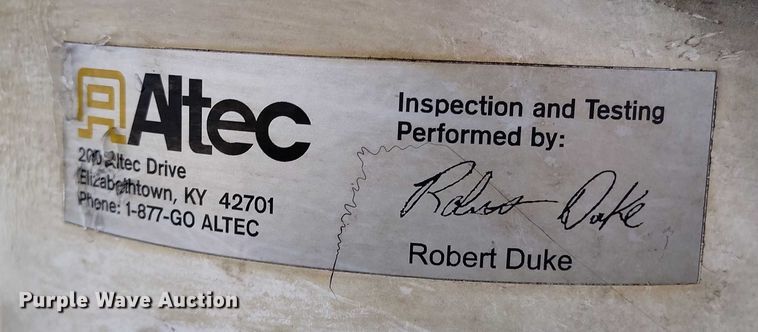 Altec
200 Altec Drive
Elizabethtown, KY 42701
Phone: 1-877-GO ALTEC
Inspection and Testing
Performed by:
Robert Duke
Robert Duke
Purple Wave Auction